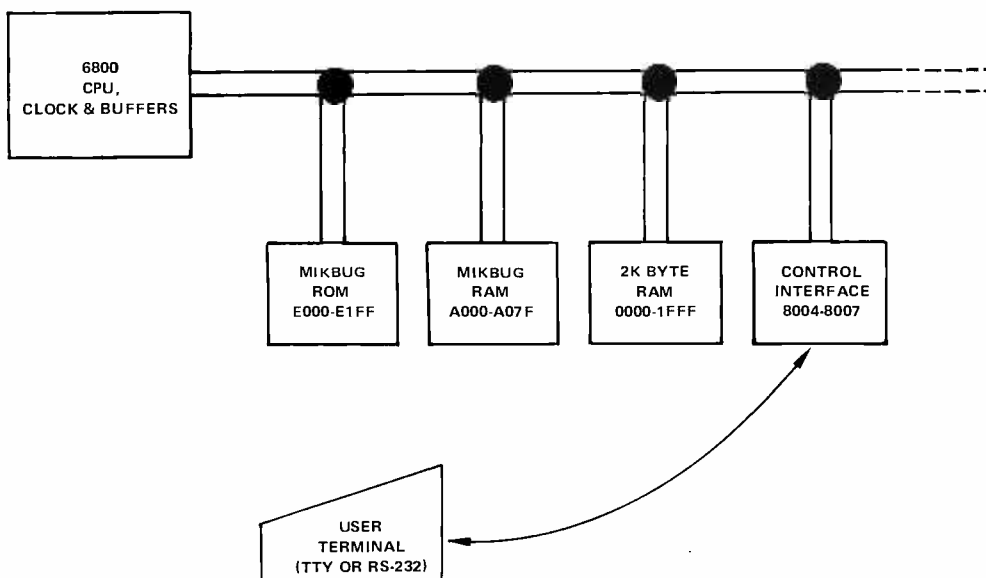 6800
CPU,
CLOCK & BUFFERS
MIKBUG
ROM
E000-E1FF
MIKBUG
RAM
A000-A07F
2K BYTE
RAM
0000-1FFF
CONTROL
INTERFACE
8004-8007
USER
TERMINAL
(TTY OR RS-232)